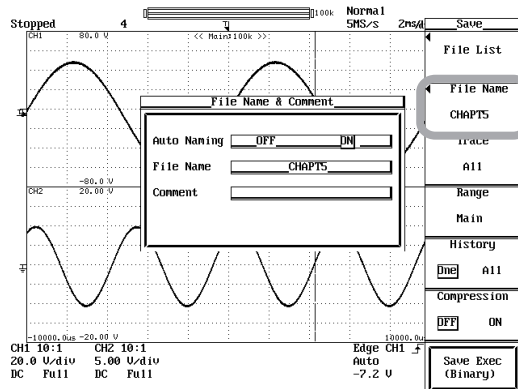 Stopped 4
100k
Normal
5MS/s 2ms/d
CH1 80.0 V
<< Main:100k >>
-80.0 V
CH2 20.00 V
-10000.0us -20.00 V
10000.0u
File Name & Comment
Auto Naming OFF ON
File Name CHAPT5
Comment
Save
File List
File Name
CHAPT5
Trace
All
Range
Main
History
One All
Compression
OFF ON
Save Exec
(Binary)
CH1 10:1 CH2 10:1
20.0 V/div 5.00 V/div
DC Full DC Full
Edge CH1
Auto
-7.2 V